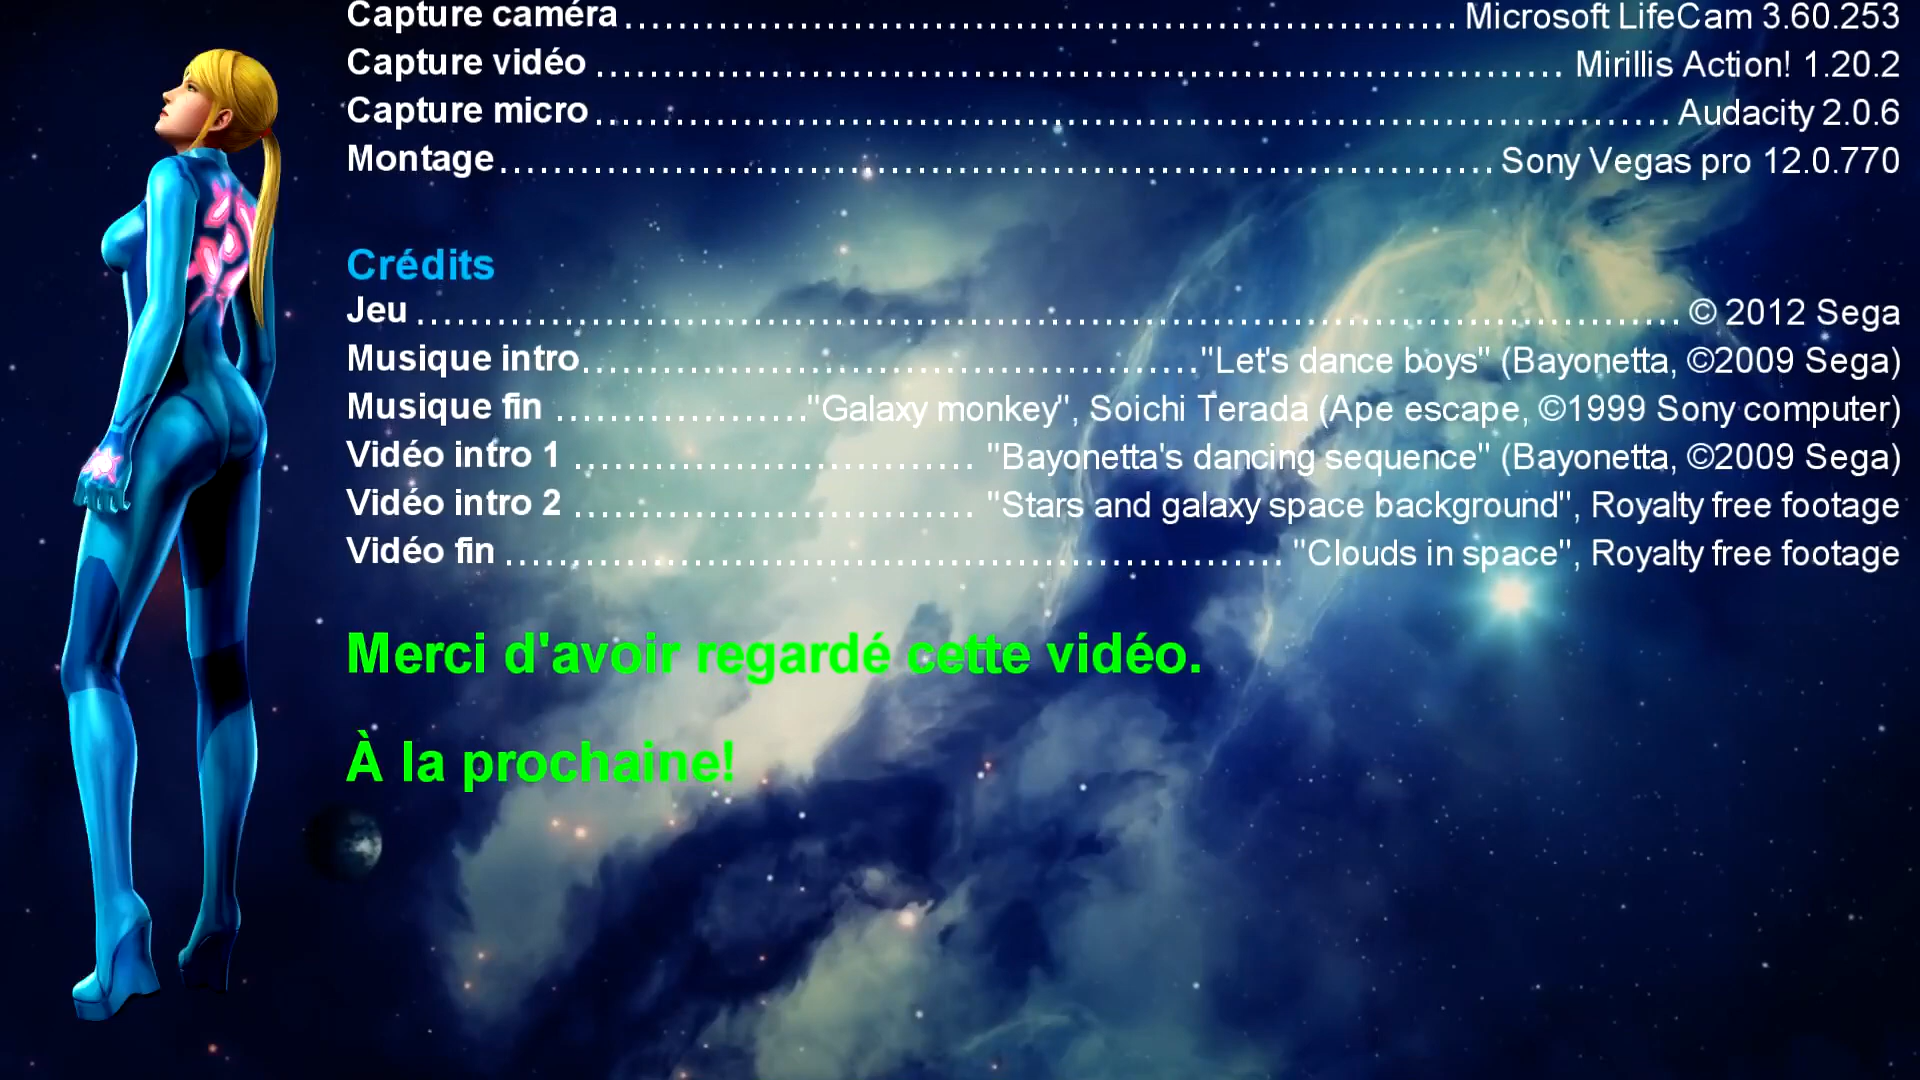 Capture caméra........................................................... Microsoft LifeCam 3.60.253
Capture vidéo ..................................................................... Mirillis Action! 1.20.2
Capture micro............................................................................. Audacity 2.0.6
Montage....................................................................... Sony Vegas pro 12.0.770
Crédits
Jeu .......................................................................................... © 2012 Sega
Musique intro............................................ "Let's dance boys" (Bayonetta, ©2009 Sega)
Musique fin .................."Galaxy monkey", Soichi Terada (Ape escape, ©1999 Sony computer)
Vidéo intro 1 ............................. "Bayonetta's dancing sequence" (Bayonetta, ©2009 Sega)
Vidéo intro 2 ............................. "Stars and galaxy space background", Royalty free footage
Vidéo fin ........................................................ "Clouds in space", Royalty free footage
Merci d'avoir regardé cette vidéo.
À la prochaine!